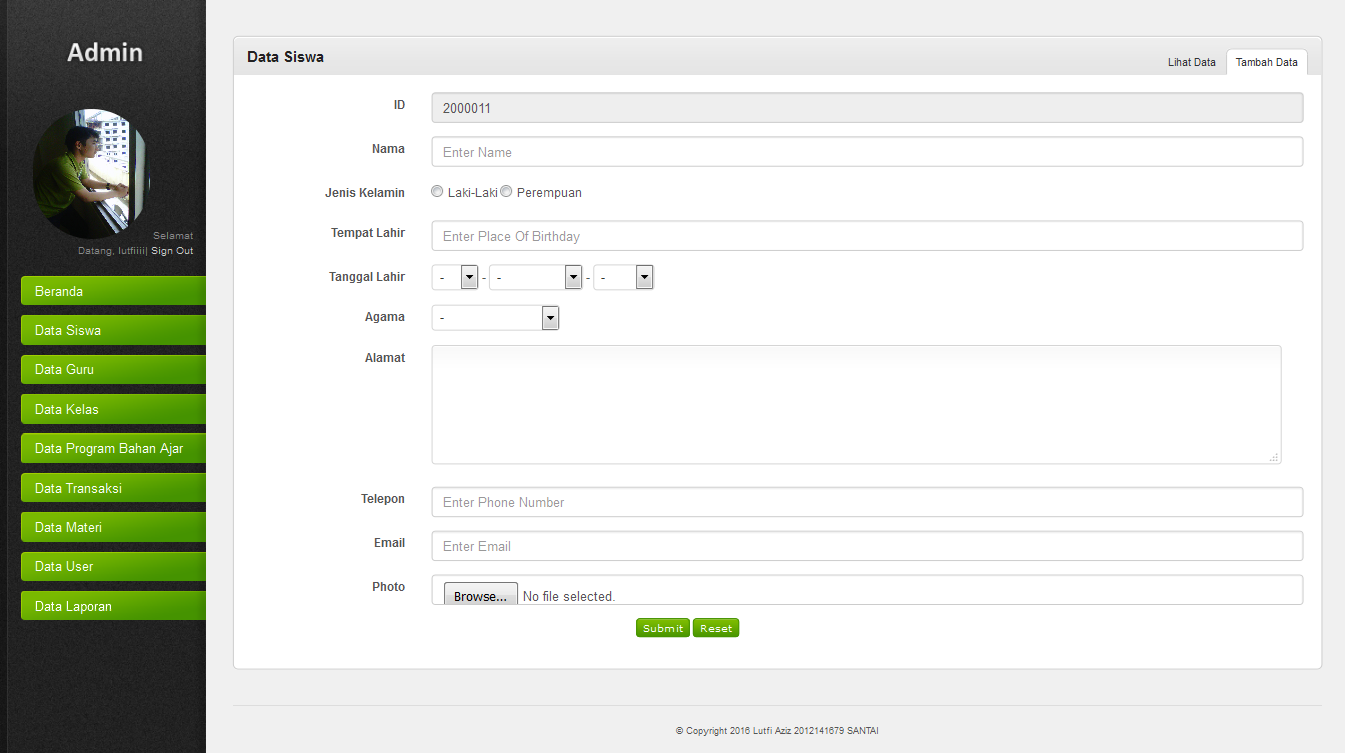 Admin
Selamat
Datang, lutfiiii| Sign Out
Beranda
Data Siswa
Data Guru
Data Kelas
Data Program Bahan Ajar
Data Transaksi
Data Materi
Data User
Data Laporan
Data Siswa
Lihat Data Tambah Data
ID 2000011
Nama Enter Name
Jenis Kelamin Laki-Laki Perempuan
Tempat Lahir Enter Place Of Birthday
Tanggal Lahir - - - - -
Agama -
Alamat
Telepon Enter Phone Number
Email Enter Email
Photo Browse... No file selected.
Submit Reset
© Copyright 2016 Lutfi Aziz 2012141679 SANTAI